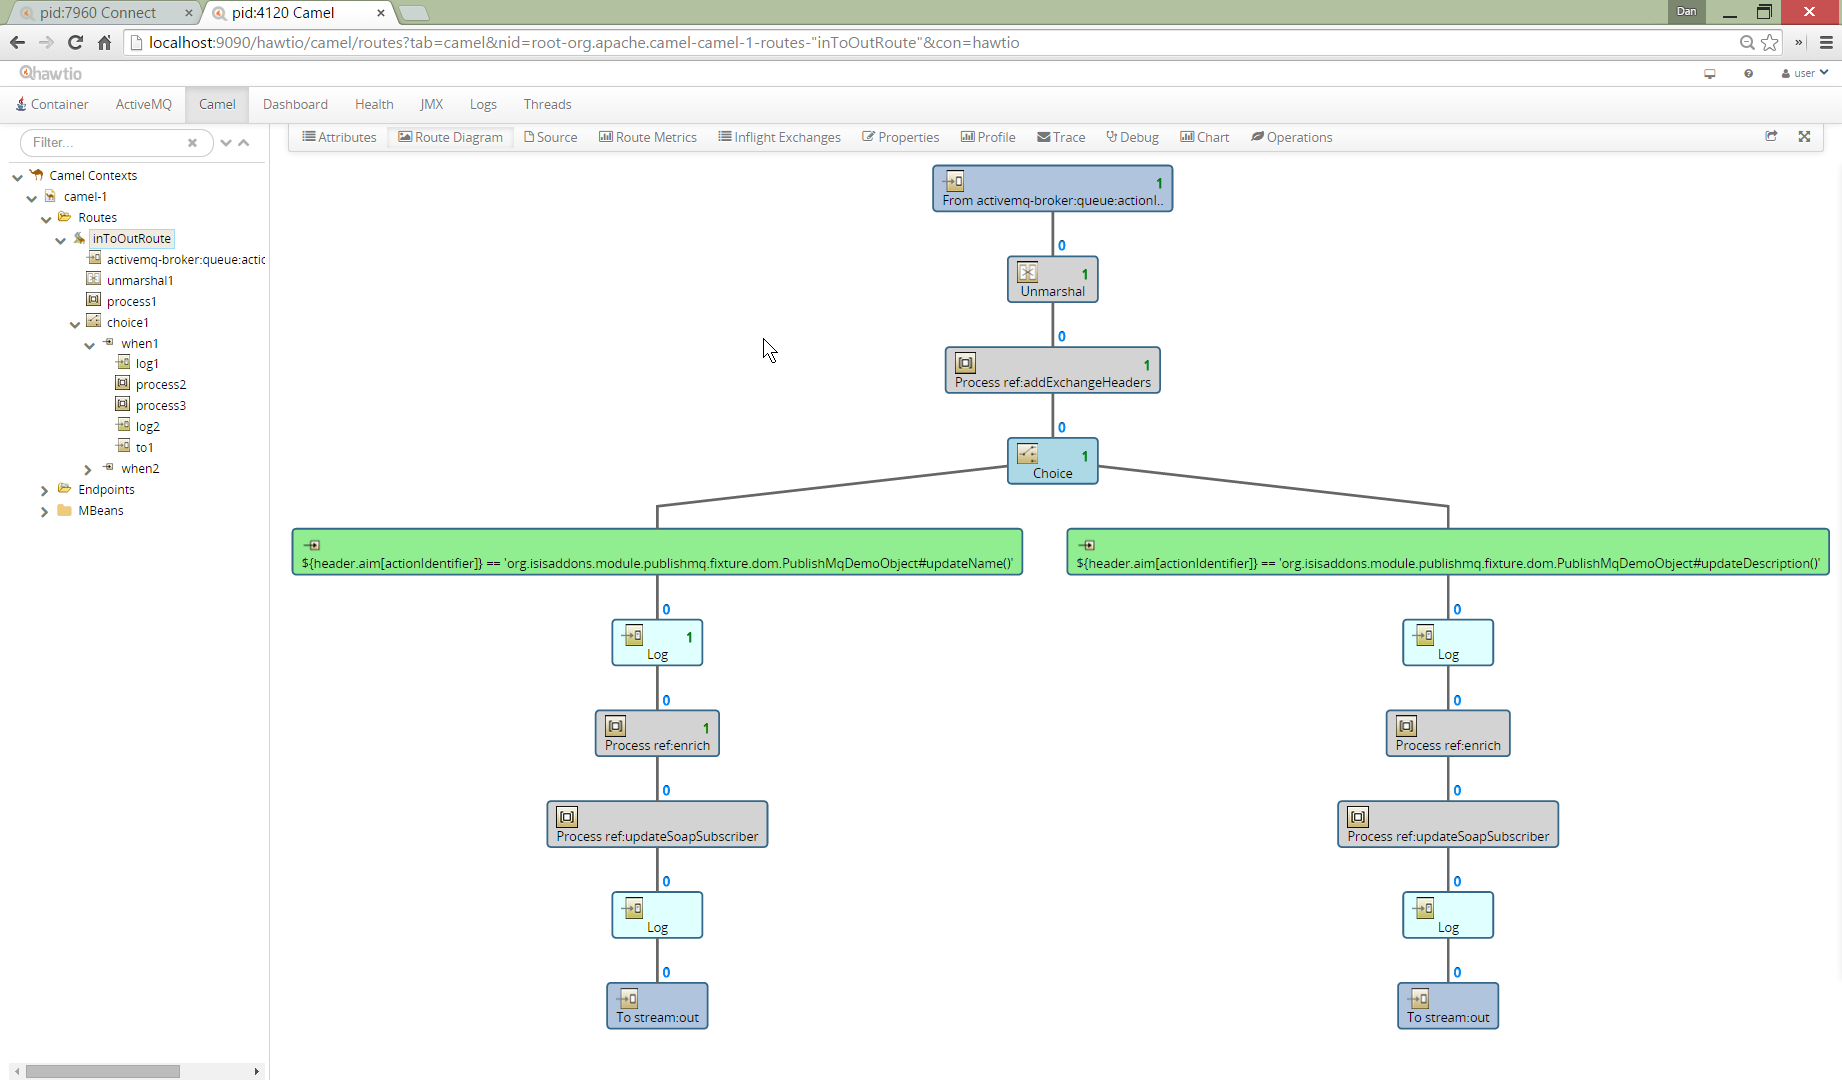 pid:7960 Connect
pid:4120 Camel
Dan
localhost:9090/hawtio/camel/routes?tab=camel&nid=root-org.apache.camel-camel-1-routes-"inToOutRoute"&con=hawtio
hawtio
user
Container
ActiveMQ
Camel
Dashboard
Health
JMX
Logs
Threads
Filter...
Attributes
Route Diagram
Source
Route Metrics
Inflight Exchanges
Properties
Profile
Trace
Debug
Chart
Operations
Camel Contexts
camel-1
Routes
inToOutRoute
activemq-broker:queue:actic
unmarshal1
process1
choice1
when1
log1
process2
process3
log2
to1
when2
Endpoints
MBeans
1
From activemq-broker:queue:actionI..
0
1
Unmarshal
0
1
Process ref:addExchangeHeaders
0
1
Choice
${header.aim[actionIdentifier]} == 'org.isisaddons.module.publishmq.fixture.dom.PublishMqDemoObject#updateName()'
0
1
Log
0
1
Process ref:enrich
0
Process ref:updateSoapSubscriber
0
Log
0
To stream:out
${header.aim[actionIdentifier]} == 'org.isisaddons.module.publishmq.fixture.dom.PublishMqDemoObject#updateDescription()'
0
Log
0
Process ref:enrich
0
Process ref:updateSoapSubscriber
0
Log
0
To stream:out